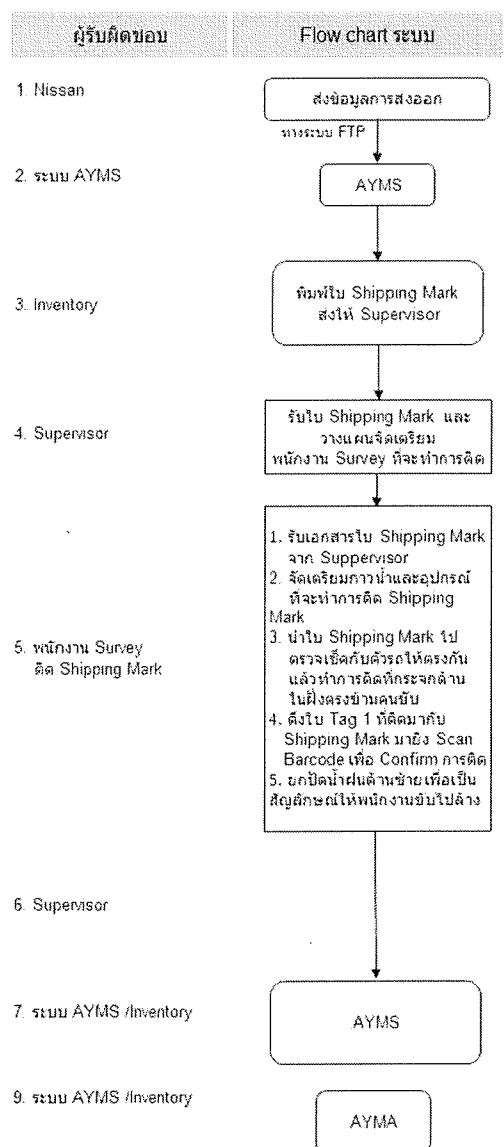 ผู้รับผิดชอบ Flow chart ระบบ
1. Nissan
ส่งข้อมูลการส่งออก
ทางระบบ FTP
2. ระบบ AYMS
AYMS
3. Inventory
พิมพ์ใบ Shipping Mark
ส่งให้ Supervisor
4. Supervisor
รับใบ Shipping Mark และ
วางแผนจัดเตรียม
พนักงาน Survey ที่จะทำการติด
5. พนักงาน Survey
ติด Shipping Mark
1. รับเอกสารใบ Shipping Mark
จาก Suppervisor
2. จัดเตรียมกาวน้ำและอุปกรณ์
ที่จะทำการติด Shipping
Mark
3. นำใบ Shipping Mark ไป
ตรวจเช็คกับตัวรถให้ตรงกัน
แล้วทำการติดที่กระจกด้าน
ในฝั่งตรงข้ามคนขับ
4. ดึงใบ Tag 1 ที่ติดมากับ
Shipping Mark มายิง Scan
Barcode เพื่อ Confirm การติด
5. ยกปัดน้ำฝนด้านซ้ายเพื่อเป็น
สัญลักษณ์ให้พนักงานขับไปล้าง
6. Supervisor
7. ระบบ AYMS /Inventory
AYMS
9. ระบบ AYMS /Inventory
AYMA